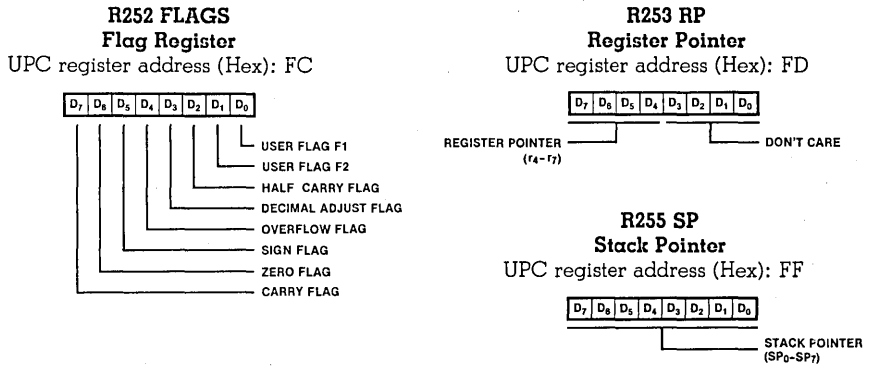 R252 FLAGS
Flag Register
UPC register address (Hex): FC
D7 D6 D5 D4 D3 D2 D1 D0
USER FLAG F1
USER FLAG F2
HALF CARRY FLAG
DECIMAL ADJUST FLAG
OVERFLOW FLAG
SIGN FLAG
ZERO FLAG
CARRY FLAG
R253 RP
Register Pointer
UPC register address (Hex): FD
D7 D6 D5 D4 D3 D2 D1 D0
REGISTER POINTER
(r4–r7)
DON'T CARE
R255 SP
Stack Pointer
UPC register address (Hex): FF
D7 D6 D5 D4 D3 D2 D1 D0
STACK POINTER
(SP0–SP7)